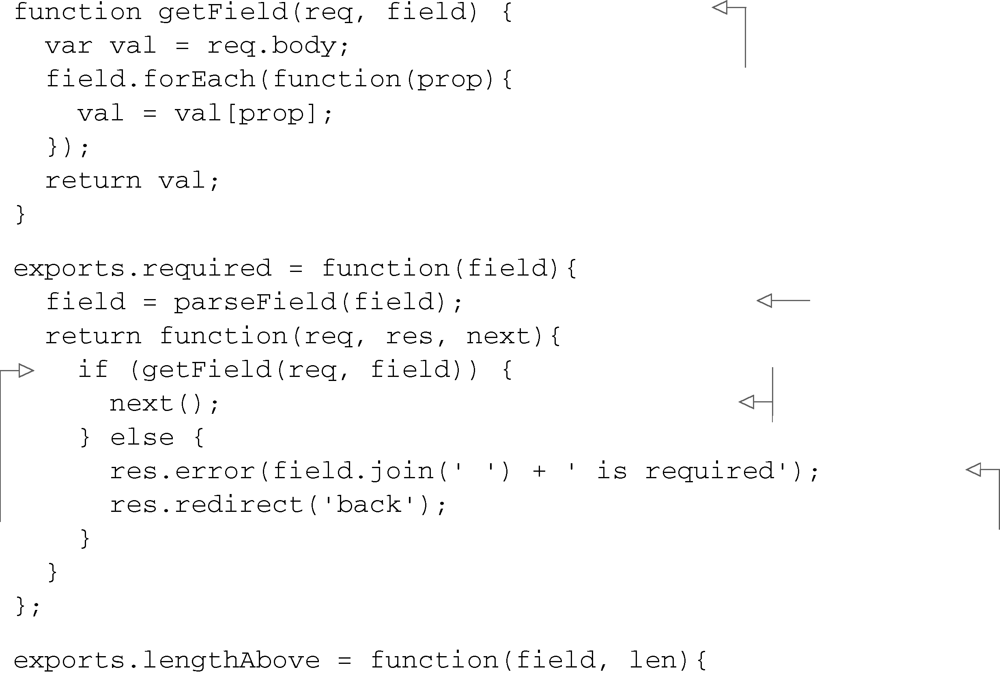 function getField(req, field) {
  var val = req.body;
  field.forEach(function(prop){
    val = val[prop];
  });
  return val;
}

exports.required = function(field){
  field = parseField(field);
  return function(req, res, next){
    if (getField(req, field)) {
      next();
    } else {
      res.error(field.join(' ') + ' is required');
      res.redirect('back');
    }
  }
};

exports.lengthAbove = function(field, len){